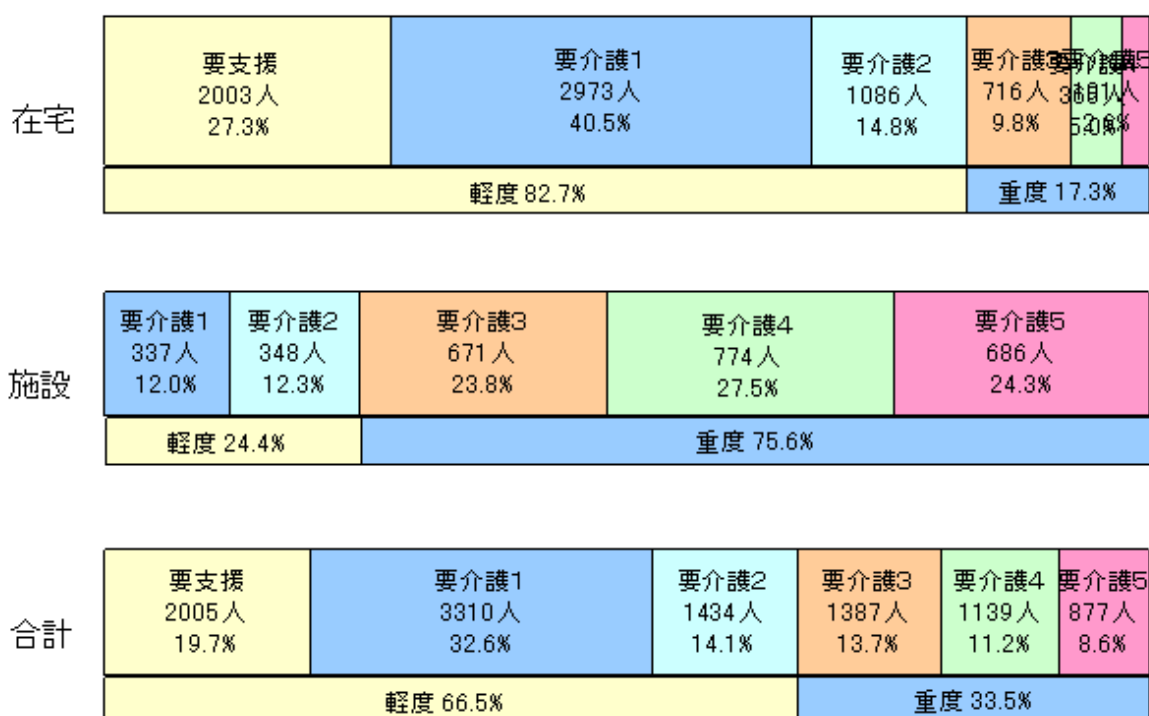 在宅
要支援
2003人
27.3%
要介護1
2973人
40.5%
要介護2
1086人
14.8%
要介護3
716人
9.8%
軽度 82.7%
重度 17.3%
施設
要介護1
337人
12.0%
要介護2
348人
12.3%
要介護3
671人
23.8%
要介護4
774人
27.5%
要介護5
686人
24.3%
軽度 24.4%
重度 75.6%
合計
要支援
2005人
19.7%
要介護1
3310人
32.6%
要介護2
1434人
14.1%
要介護3
1387人
13.7%
要介護4
1139人
11.2%
要介護5
877人
8.6%
軽度 66.5%
重度 33.5%